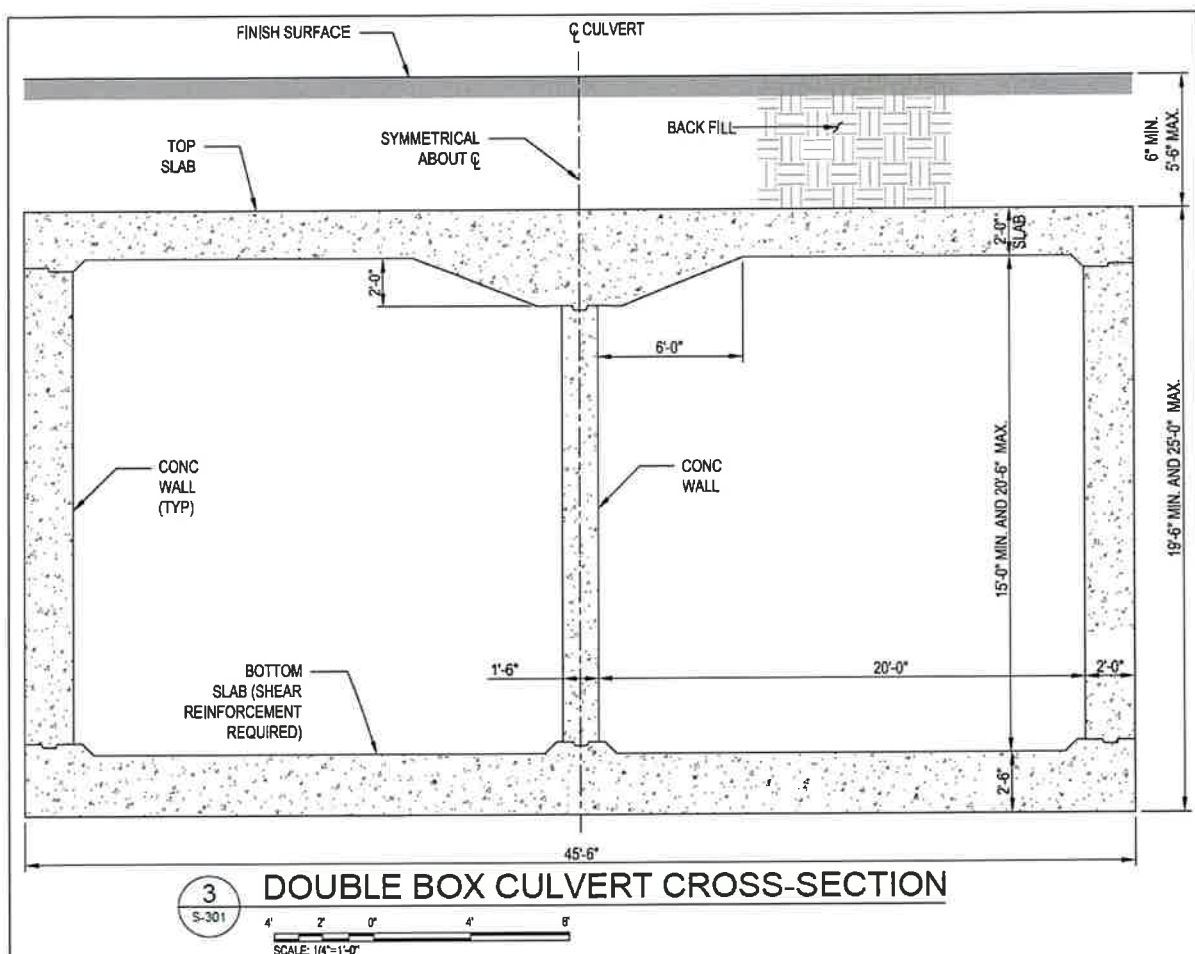 FINISH SURFACE
℄ CULVERT
TOP
SLAB
SYMMETRICAL
ABOUT ℄
BACK FILL
6" MIN.
5'-6" MAX.
2'-0"
SLAB
2'-0"
6'-0"
CONC
WALL
(TYP)
CONC
WALL
15'-0" MIN. AND 20'-6" MAX.
19'-6" MIN. AND 25'-0" MAX.
BOTTOM
SLAB (SHEAR
REINFORCEMENT
REQUIRED)
1'-6"
20'-0"
2'-0"
2'-6"
45'-6"
3
S-301
DOUBLE BOX CULVERT CROSS-SECTION
4' 2' 0" 4' 8'
SCALE: 1/4"=1'-0"